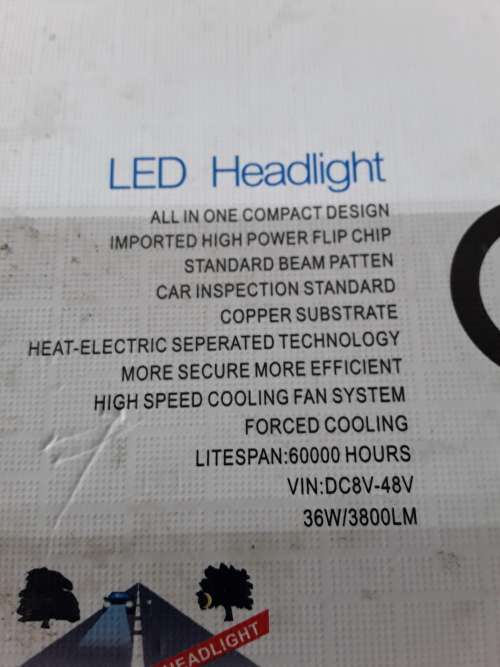 LED Headlight
ALL IN ONE COMPACT DESIGN
IMPORTED HIGH POWER FLIP CHIP
STANDARD BEAM PATTEN
CAR INSPECTION STANDARD
COPPER SUBSTRATE
HEAT-ELECTRIC SEPERATED TECHNOLOGY
MORE SECURE MORE EFFICIENT
HIGH SPEED COOLING FAN SYSTEM
FORCED COOLING
LITESPAN:60000 HOURS
VIN:DC8V-48V
36W/3800LM
HEADLIGHT